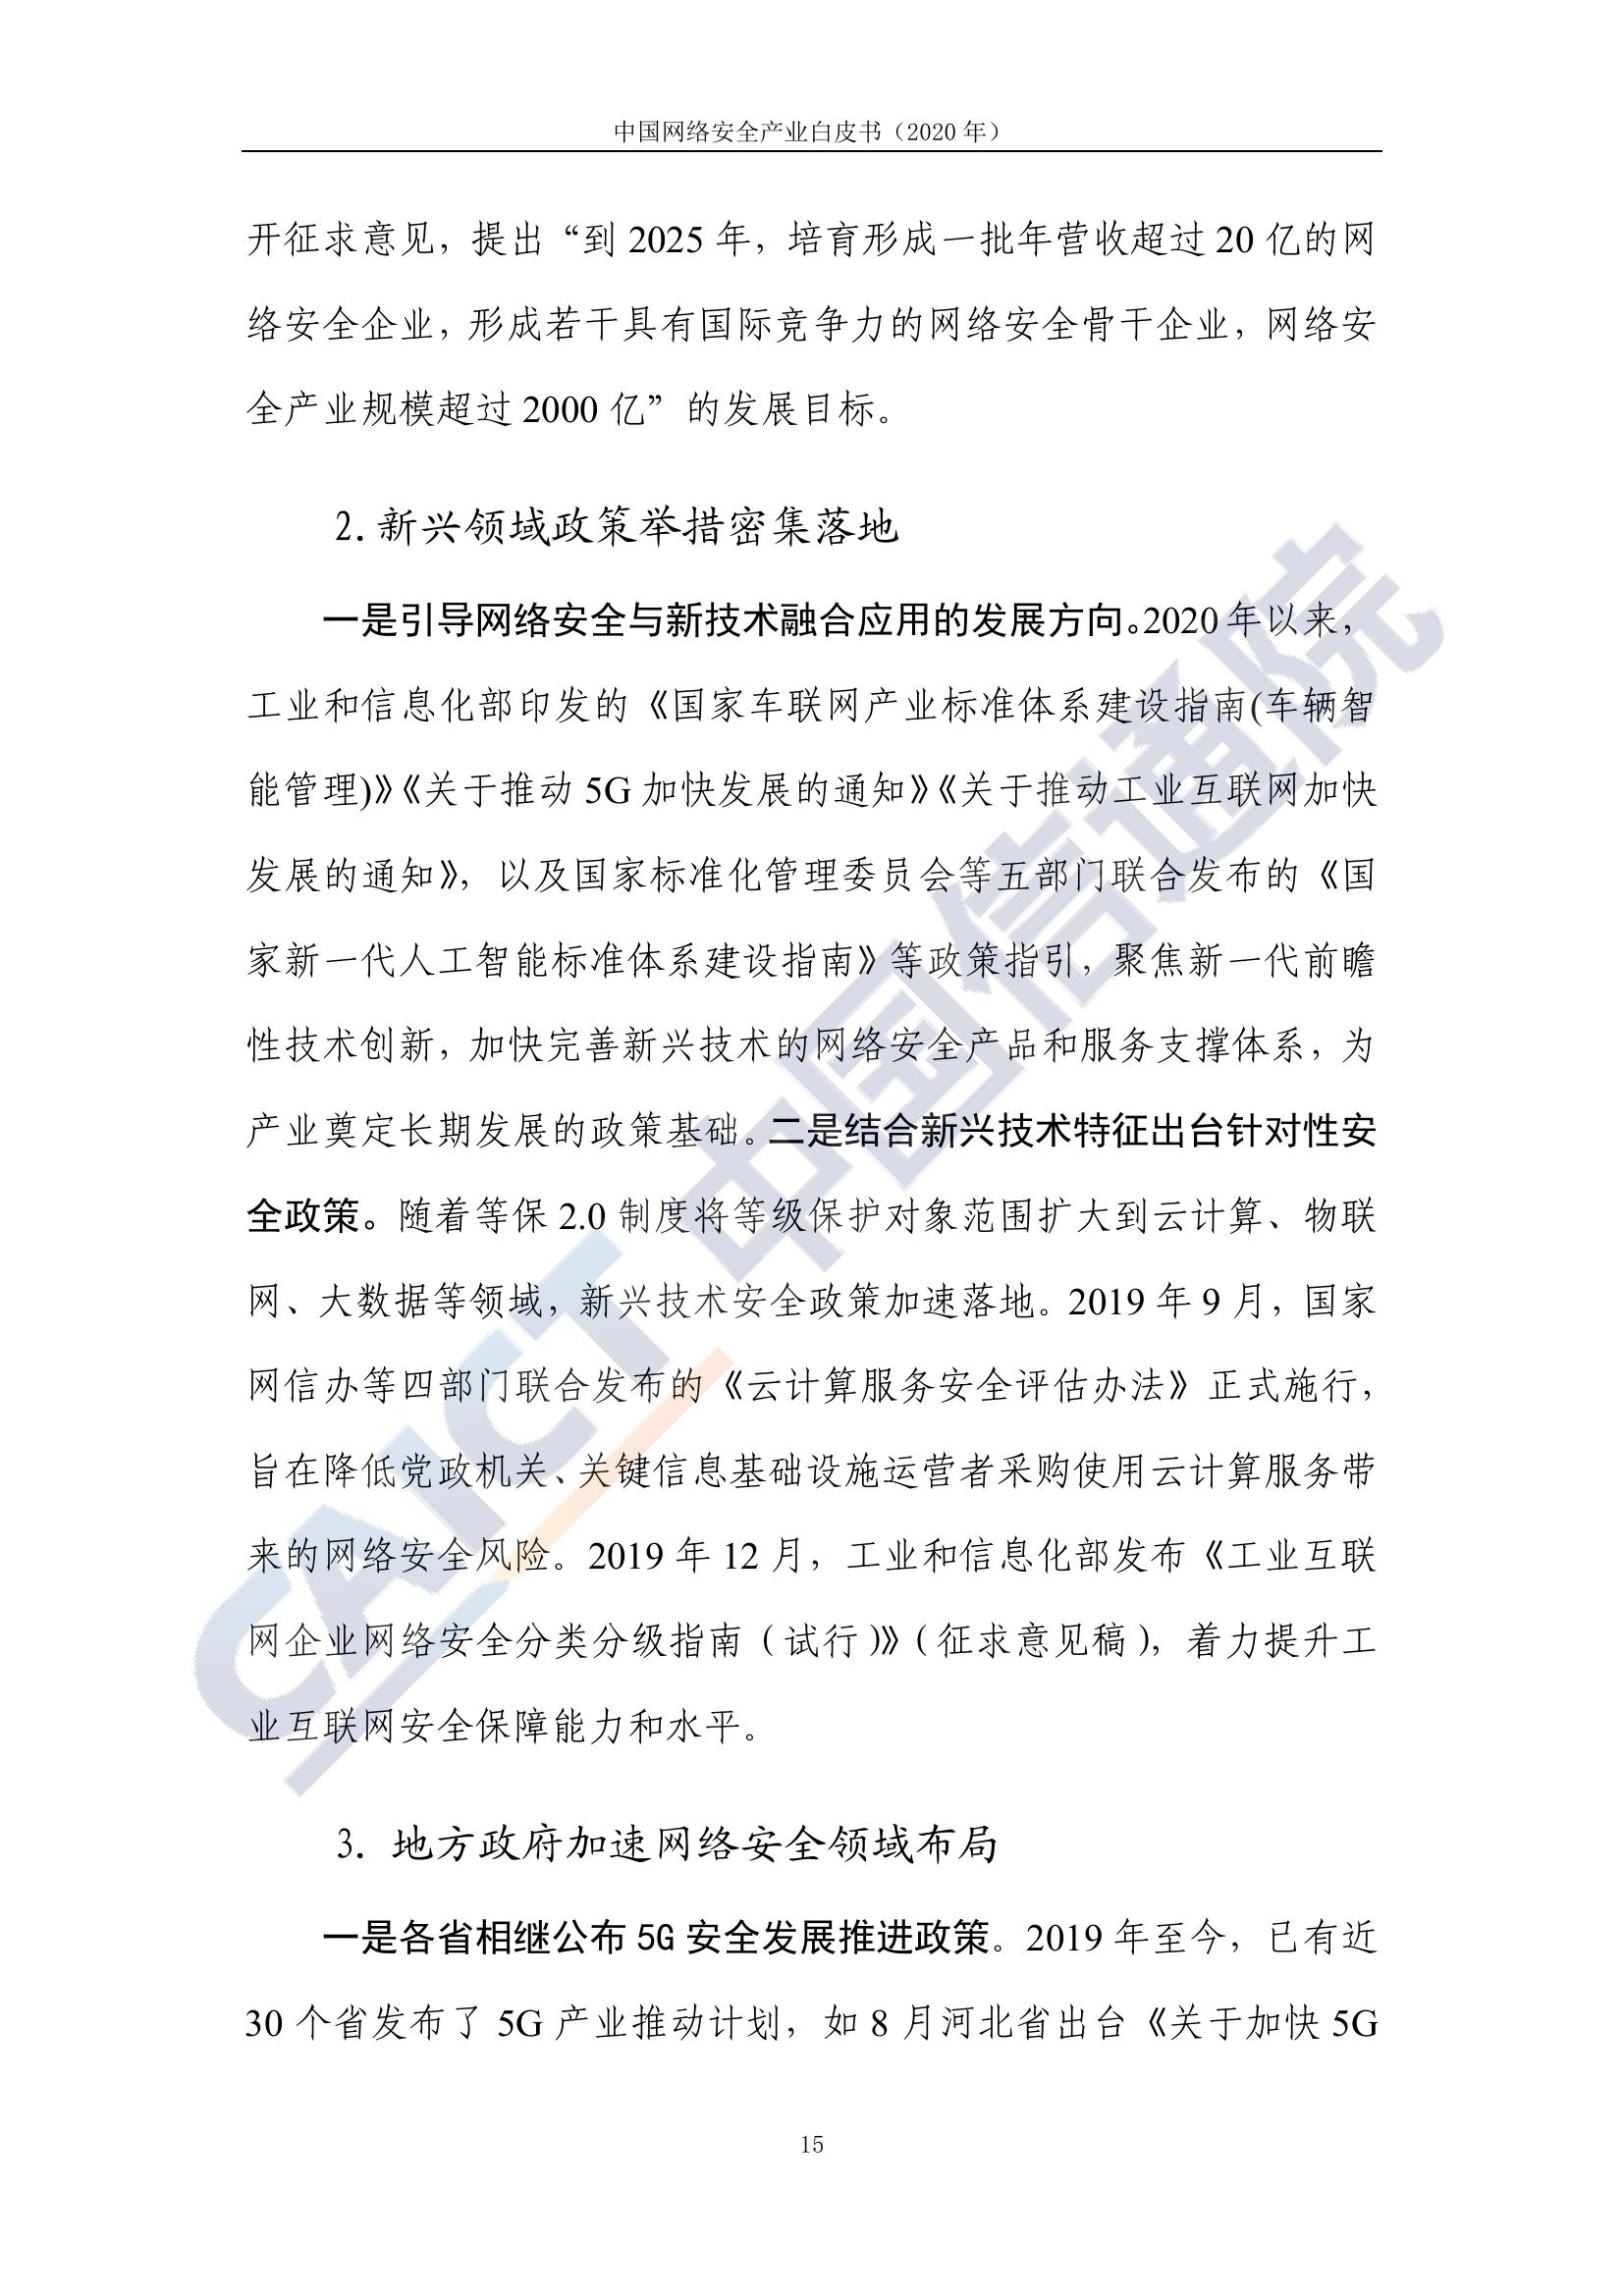 中国网络安全产业白皮书（2020 年）
开征求意见，提出“到 2025 年，培育形成一批年营收超过 20 亿的网
络安全企业，形成若干具有国际竞争力的网络安全骨干企业，网络安
全产业规模超过 2000 亿”的发展目标。
2.新兴领域政策举措密集落地
一是引导网络安全与新技术融合应用的发展方向。2020 年以来，
工业和信息化部印发的《国家车联网产业标准体系建设指南(车辆智
能管理)》《关于推动 5G 加快发展的通知》《关于推动工业互联网加快
发展的通知》，以及国家标准化管理委员会等五部门联合发布的《国
家新一代人工智能标准体系建设指南》等政策指引，聚焦新一代前瞻
性技术创新，加快完善新兴技术的网络安全产品和服务支撑体系，为
产业奠定长期发展的政策基础。二是结合新兴技术特征出台针对性安
全政策。随着等保 2.0 制度将等级保护对象范围扩大到云计算、物联
网、大数据等领域，新兴技术安全政策加速落地。2019 年 9 月，国家
网信办等四部门联合发布的《云计算服务安全评估办法》正式施行，
旨在降低党政机关、关键信息基础设施运营者采购使用云计算服务带
来的网络安全风险。2019 年 12 月，工业和信息化部发布《工业互联
网企业网络安全分类分级指南（试行）》（征求意见稿），着力提升工
业互联网安全保障能力和水平。
3. 地方政府加速网络安全领域布局
一是各省相继公布 5G 安全发展推进政策。2019 年至今，已有近
30 个省发布了 5G 产业推动计划，如 8 月河北省出台《关于加快 5G
15
CAICT 中国信通院